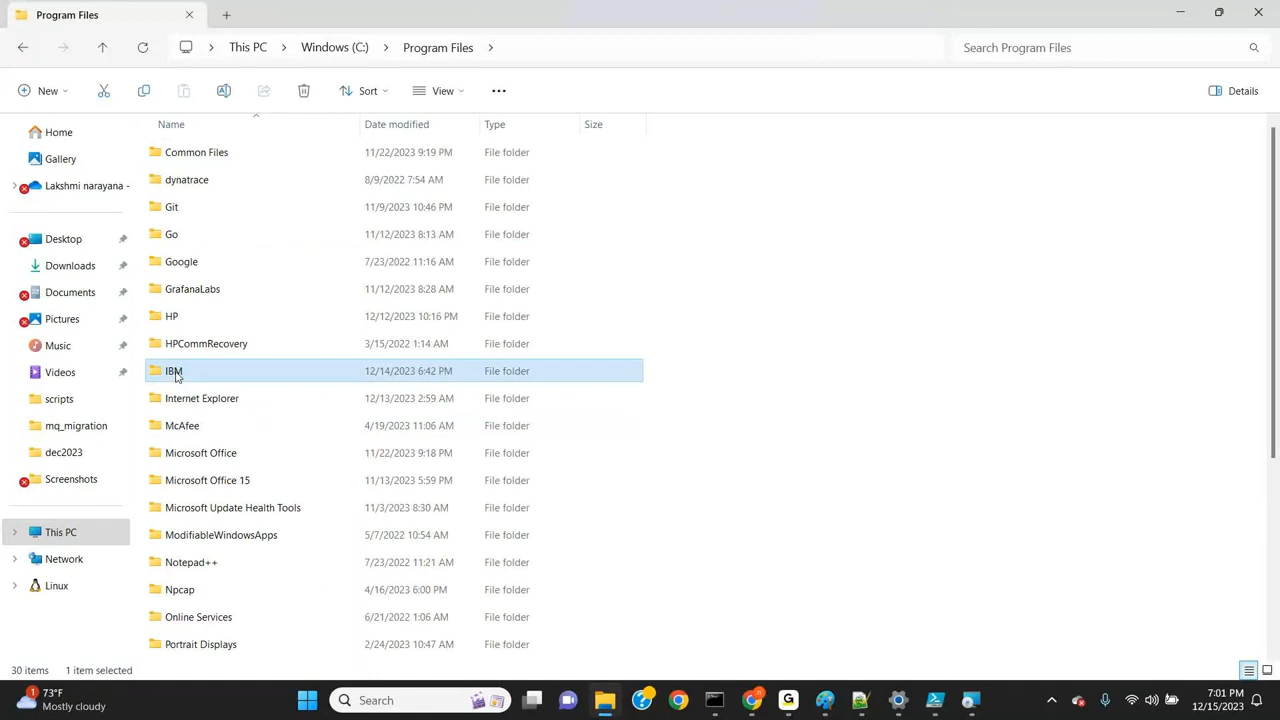 Program Files
This PC
Windows (C:)
Program Files
Search Program Files
New
Sort
View
Details
Name
Date modified
Type
Size
Home
Gallery
Lakshmi narayana -
Desktop
Downloads
Documents
Pictures
Music
Videos
scripts
mq_migration
dec2023
Screenshots
This PC
Network
Linux
Common Files 11/22/2023 9:19 PM File folder
dynatrace 8/9/2022 7:54 AM File folder
Git 11/9/2023 10:46 PM File folder
Go 11/12/2023 8:13 AM File folder
Google 7/23/2022 11:16 AM File folder
GrafanaLabs 11/12/2023 8:28 AM File folder
HP 12/12/2023 10:16 PM File folder
HPCommRecovery 3/15/2022 1:14 AM File folder
IBM 12/14/2023 6:42 PM File folder
Internet Explorer 12/13/2023 2:59 AM File folder
McAfee 4/19/2023 11:06 AM File folder
Microsoft Office 11/22/2023 9:18 PM File folder
Microsoft Office 15 11/13/2023 5:59 PM File folder
Microsoft Update Health Tools 11/3/2023 8:30 AM File folder
ModifiableWindowsApps 5/7/2022 10:54 AM File folder
Notepad++ 7/23/2022 11:21 AM File folder
Npcap 4/16/2023 6:00 PM File folder
Online Services 6/21/2022 1:06 AM File folder
Portrait Displays 2/24/2023 10:47 AM File folder
30 items 1 item selected
1
73°F
Mostly cloudy
Search
7:01 PM
12/15/2023